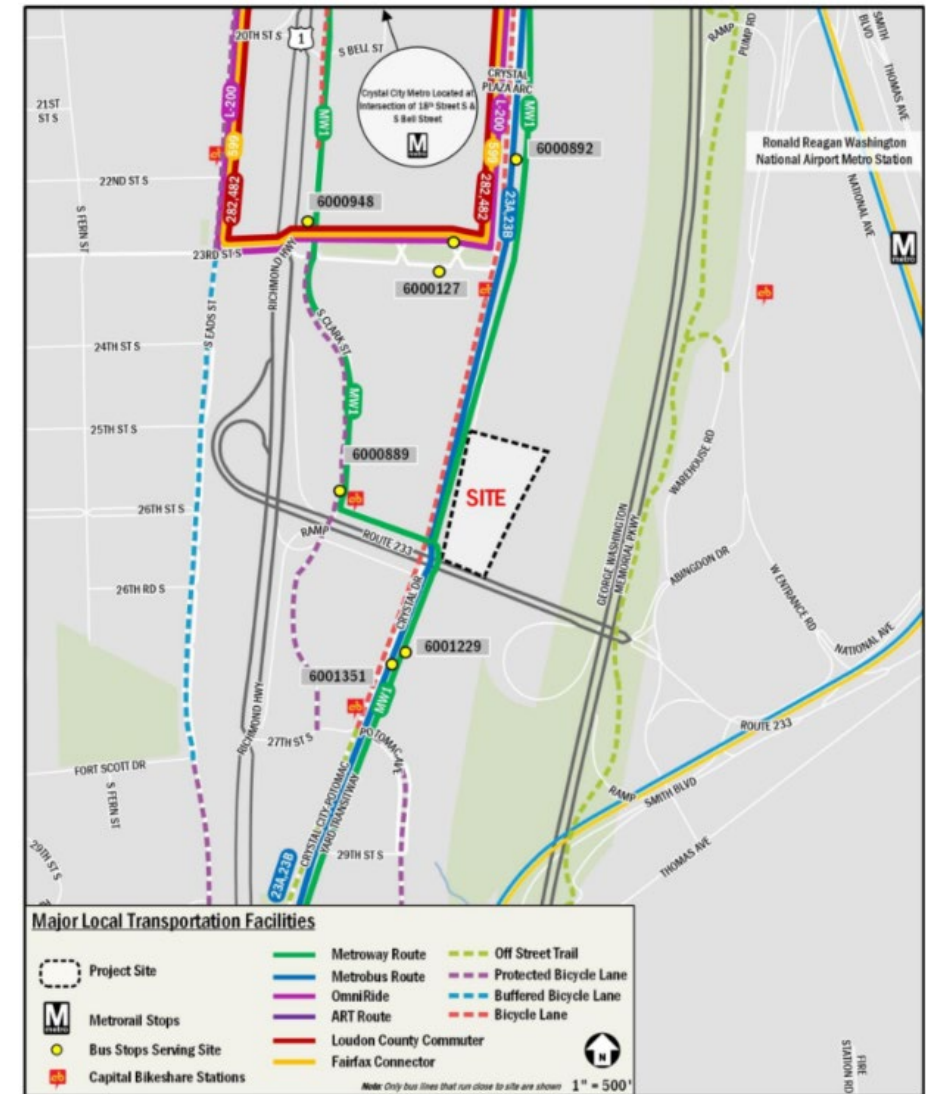 20TH ST S
1
S BELL ST
Crystal City Metro Located at
Intersection of 18th Street S &
S Bell Street
M
metro
CRYSTAL
PLAZA ARC
RAMP
PUMP RD
SMITH
BLVD
THOMAS AVE
21ST
ST S
L-200
599
282,482
MW1
L-200
599
282,482
MW1
23A,23B
6000892
Ronald Reagan Washington
National Airport Metro Station
22ND ST S
NATIONAL AVE
M
metro
S FERN ST
6000948
23RD ST S
RICHMOND HWY
6000127
S EADS ST
S CLARK ST
24TH ST S
MW1
25TH ST S
6000889
WAREHOUSE RD
SITE
26TH ST S
RAMP
ROUTE 233
GEORGE WASHINGTON
MEMORIAL PKWY
ABINGDON DR
26TH RD S
CRYSTAL DR
W ENTRANCE RD
6001229
6001351
NATIONAL AVE
MW1
RICHMOND HWY
27TH ST S
POTOMAC AVE
ROUTE 233
FORT SCOTT DR
S FERN ST
CRYSTAL CITY POTOMAC
YARD TRANSITWAY
RAMP
SMITH BLVD
29TH ST S
29TH ST S
THOMAS AVE
23A,23B
Major Local Transportation Facilities
Project Site
M
metro
Metrorail Stops
Bus Stops Serving Site
Capital Bikeshare Stations
Metroway Route
Metrobus Route
OmniRide
ART Route
Loudon County Commuter
Fairfax Connector
Off Street Trail
Protected Bicycle Lane
Buffered Bicycle Lane
Bicycle Lane
N
Note: Only bus lines that run close to site are shown
1" = 500'
FIRE
STATION RD